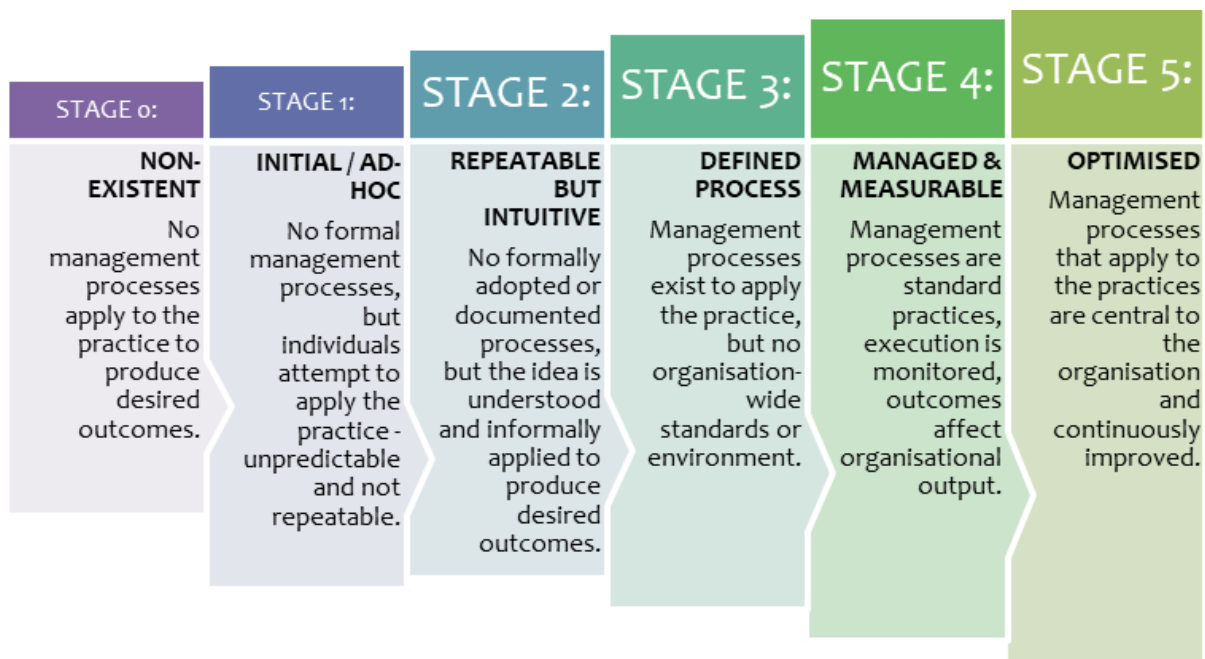 STAGE 0:
NON-
EXISTENT
No
management
processes
apply to the
practice to
produce
desired
outcomes.
STAGE 1:
INITIAL / AD-
HOC
No formal
management
processes,
but
individuals
attempt to
apply the
practice -
unpredictable
and not
repeatable.
STAGE 2:
REPEATABLE
BUT
INTUITIVE
No formally
adopted or
documented
processes,
but the idea is
understood
and informally
applied to
produce
desired
outcomes.
STAGE 3:
DEFINED
PROCESS
Management
processes
exist to apply
the practice,
but no
organisation-
wide
standards or
environment.
STAGE 4:
MANAGED &
MEASURABLE
Management
processes are
standard
practices,
execution is
monitored,
outcomes
affect
organisational
output.
STAGE 5:
OPTIMISED
Management
processes
that apply to
the practices
are central to
the
organisation
and
continuously
improved.